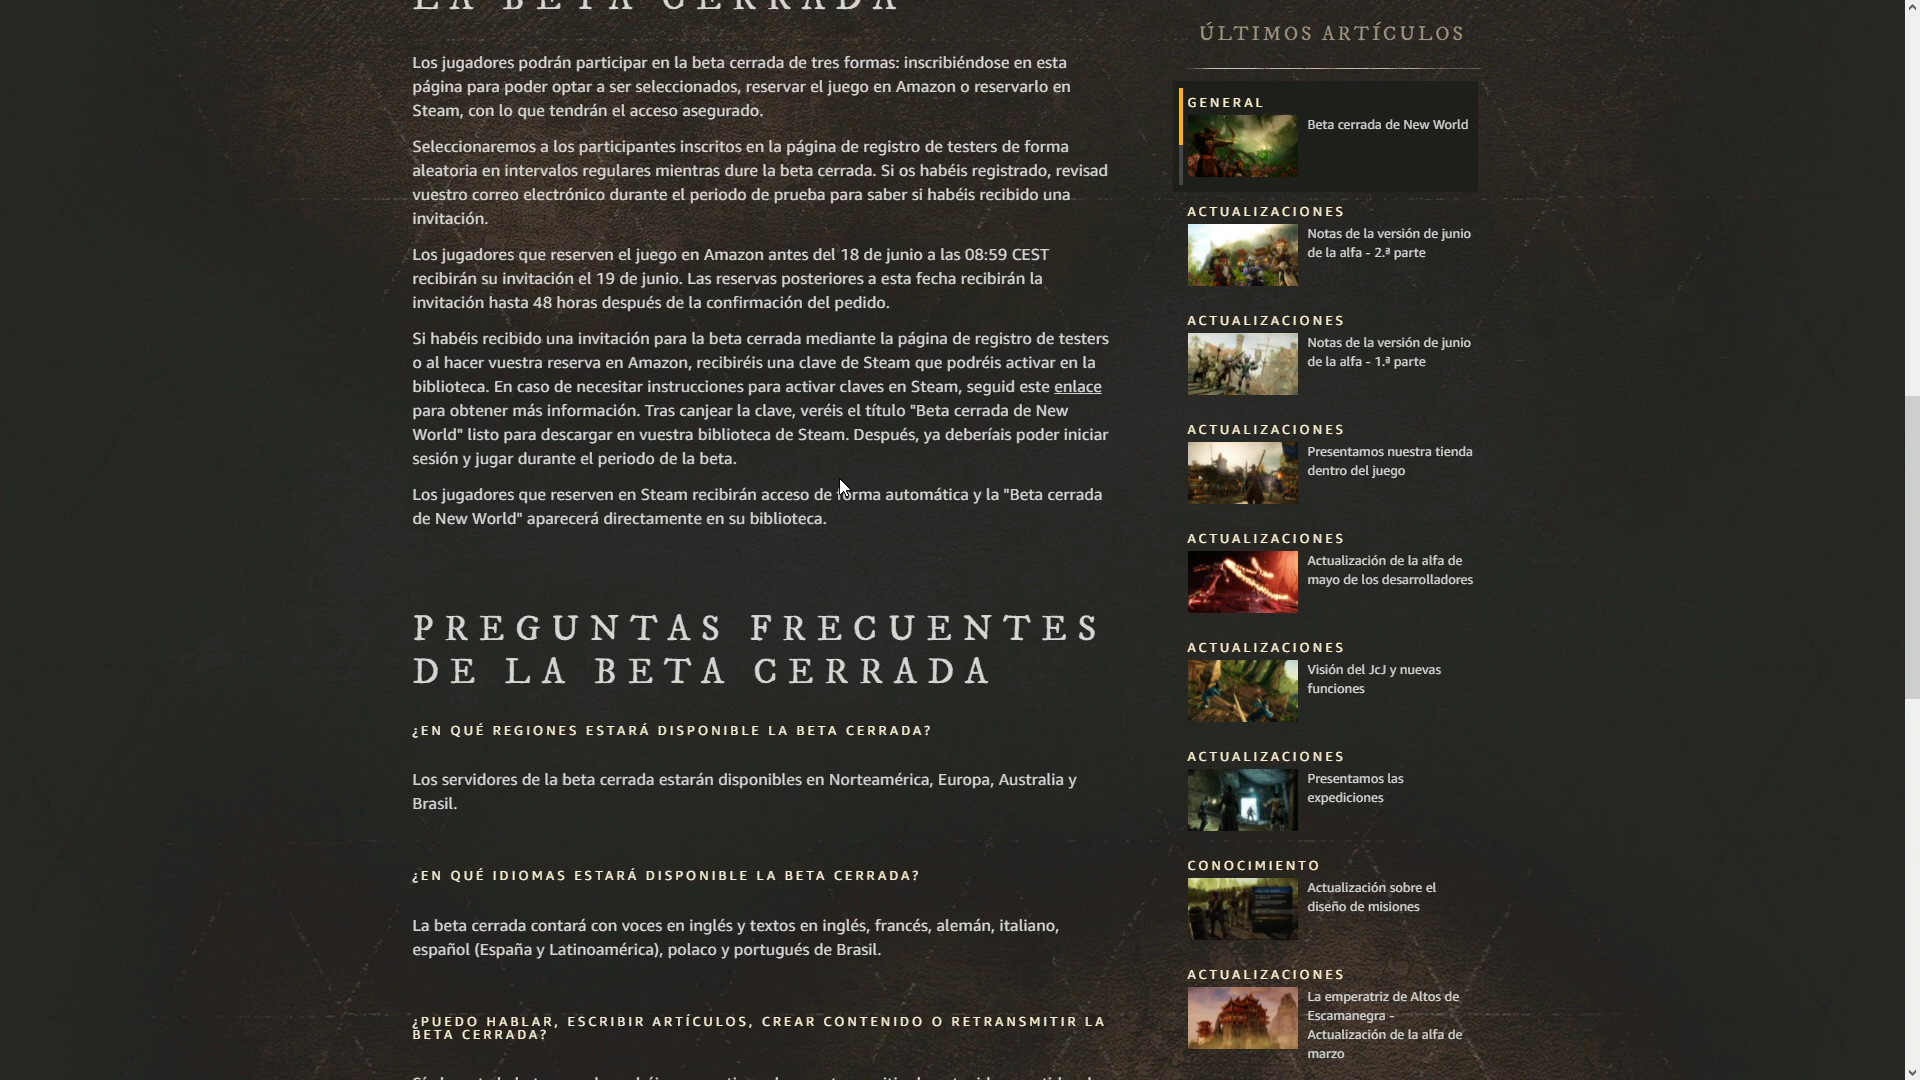 LA BETA CERRADA
Los jugadores podrán participar en la beta cerrada de tres formas: inscribiéndose en esta
página para poder optar a ser seleccionados, reservar el juego en Amazon o reservarlo en
Steam, con lo que tendrán el acceso asegurado.
Seleccionaremos a los participantes inscritos en la página de registro de testers de forma
aleatoria en intervalos regulares mientras dure la beta cerrada. Si os habéis registrado, revisad
vuestro correo electrónico durante el periodo de prueba para saber si habéis recibido una
invitación.
Los jugadores que reserven el juego en Amazon antes del 18 de junio a las 08:59 CEST
recibirán su invitación el 19 de junio. Las reservas posteriores a esta fecha recibirán la
invitación hasta 48 horas después de la confirmación del pedido.
Si habéis recibido una invitación para la beta cerrada mediante la página de registro de testers
o al hacer vuestra reserva en Amazon, recibiréis una clave de Steam que podréis activar en la
biblioteca. En caso de necesitar instrucciones para activar claves en Steam, seguid este enlace
para obtener más información. Tras canjear la clave, veréis el título "Beta cerrada de New
World" listo para descargar en vuestra biblioteca de Steam. Después, ya deberíais poder iniciar
sesión y jugar durante el periodo de la beta.
Los jugadores que reserven en Steam recibirán acceso de forma automática y la "Beta cerrada
de New World" aparecerá directamente en su biblioteca.
PREGUNTAS FRECUENTES
DE LA BETA CERRADA
¿EN QUÉ REGIONES ESTARÁ DISPONIBLE LA BETA CERRADA?
Los servidores de la beta cerrada estarán disponibles en Norteamérica, Europa, Australia y
Brasil.
¿EN QUÉ IDIOMAS ESTARÁ DISPONIBLE LA BETA CERRADA?
La beta cerrada contará con voces en inglés y textos en inglés, francés, alemán, italiano,
español (España y Latinoamérica), polaco y portugués de Brasil.
¿PUEDO HABLAR, ESCRIBIR ARTÍCULOS, CREAR CONTENIDO O RETRANSMITIR LA
BETA CERRADA?
ÚLTIMOS ARTÍCULOS
GENERAL
Beta cerrada de New World
ACTUALIZACIONES
Notas de la versión de junio
de la alfa - 2.ª parte
ACTUALIZACIONES
Notas de la versión de junio
de la alfa - 1.ª parte
ACTUALIZACIONES
Presentamos nuestra tienda
dentro del juego
ACTUALIZACIONES
Actualización de la alfa de
mayo de los desarrolladores
ACTUALIZACIONES
Visión del JcJ y nuevas
funciones
ACTUALIZACIONES
Presentamos las
expediciones
CONOCIMIENTO
Actualización sobre el
diseño de misiones
ACTUALIZACIONES
La emperatriz de Altos de
Escamanegra -
Actualización de la alfa de
marzo